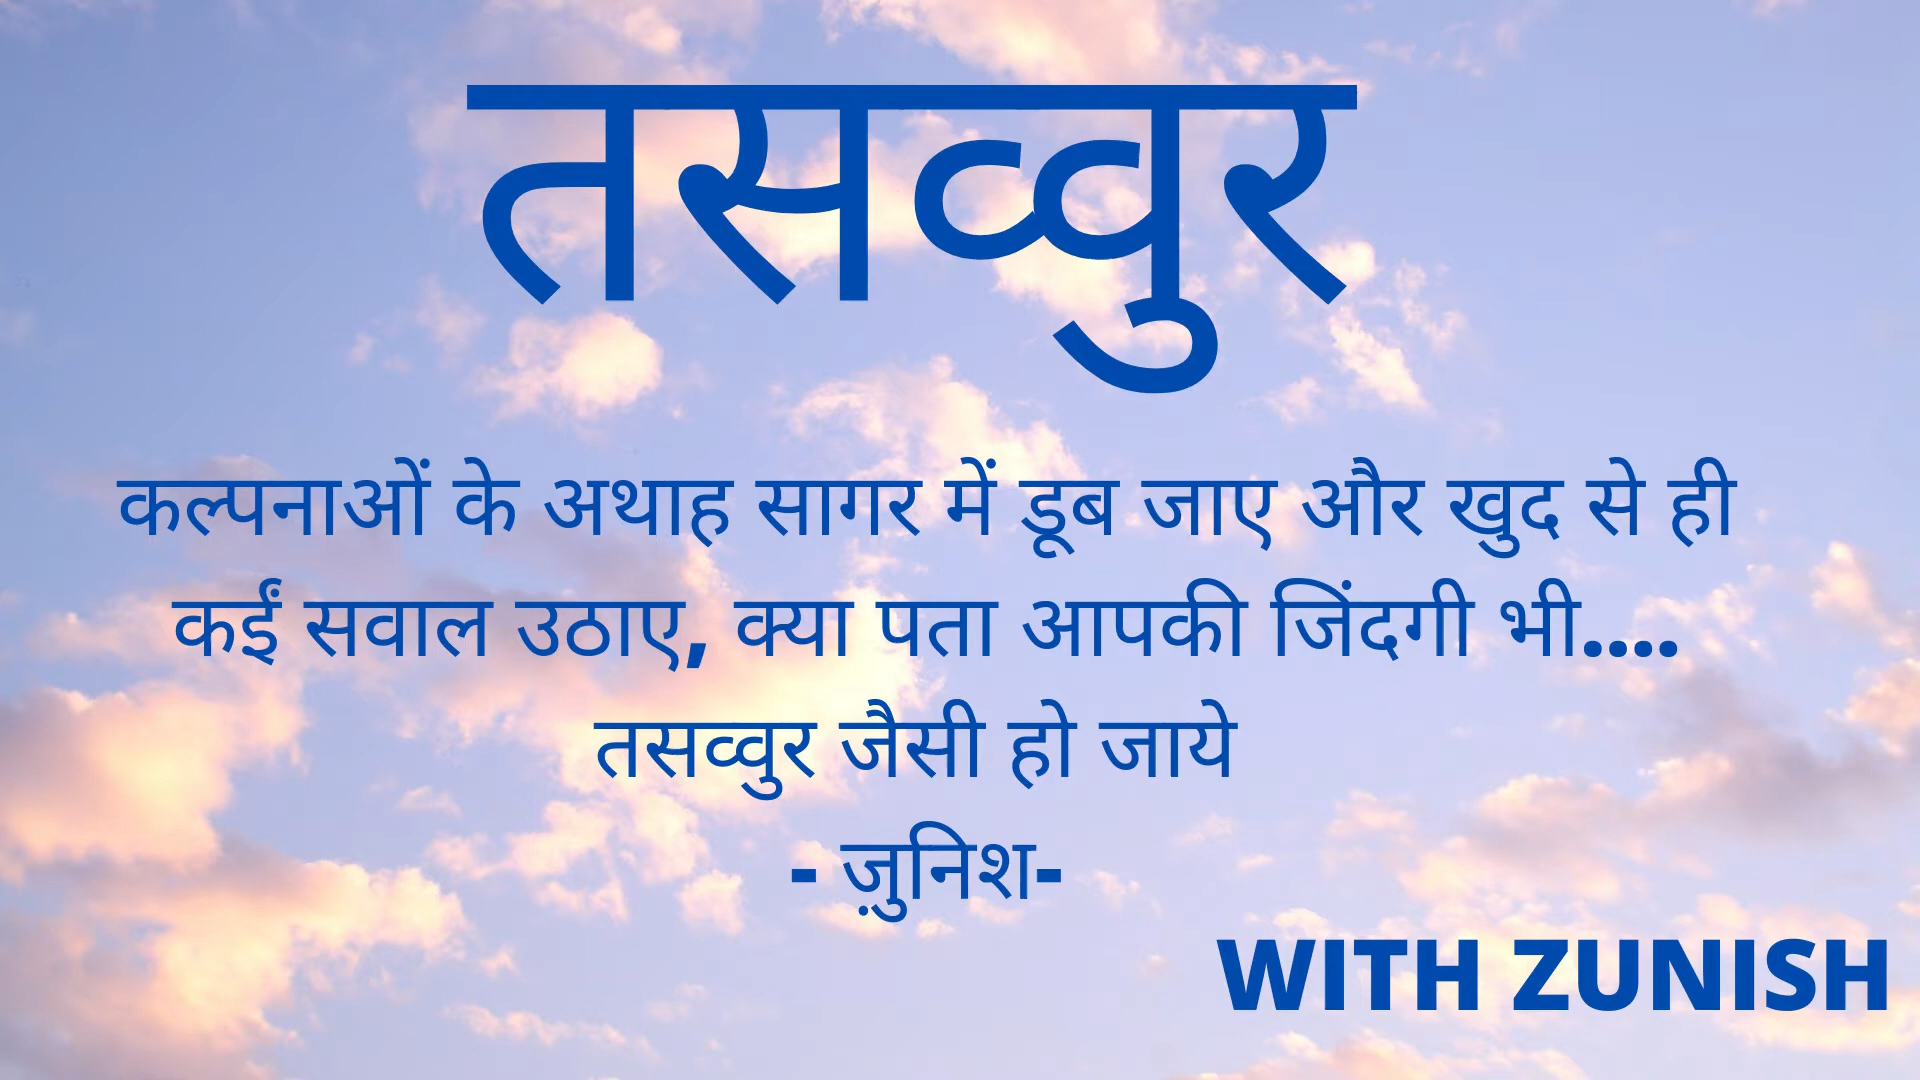 तसव्वुर
कल्पनाओं के अथाह सागर में डूब जाए और खुद से ही
कईं सवाल उठाए, क्या पता आपकी जिंदगी भी....
तसव्वुर जैसी हो जाये
- ज़ुनिश-
WITH ZUNISH